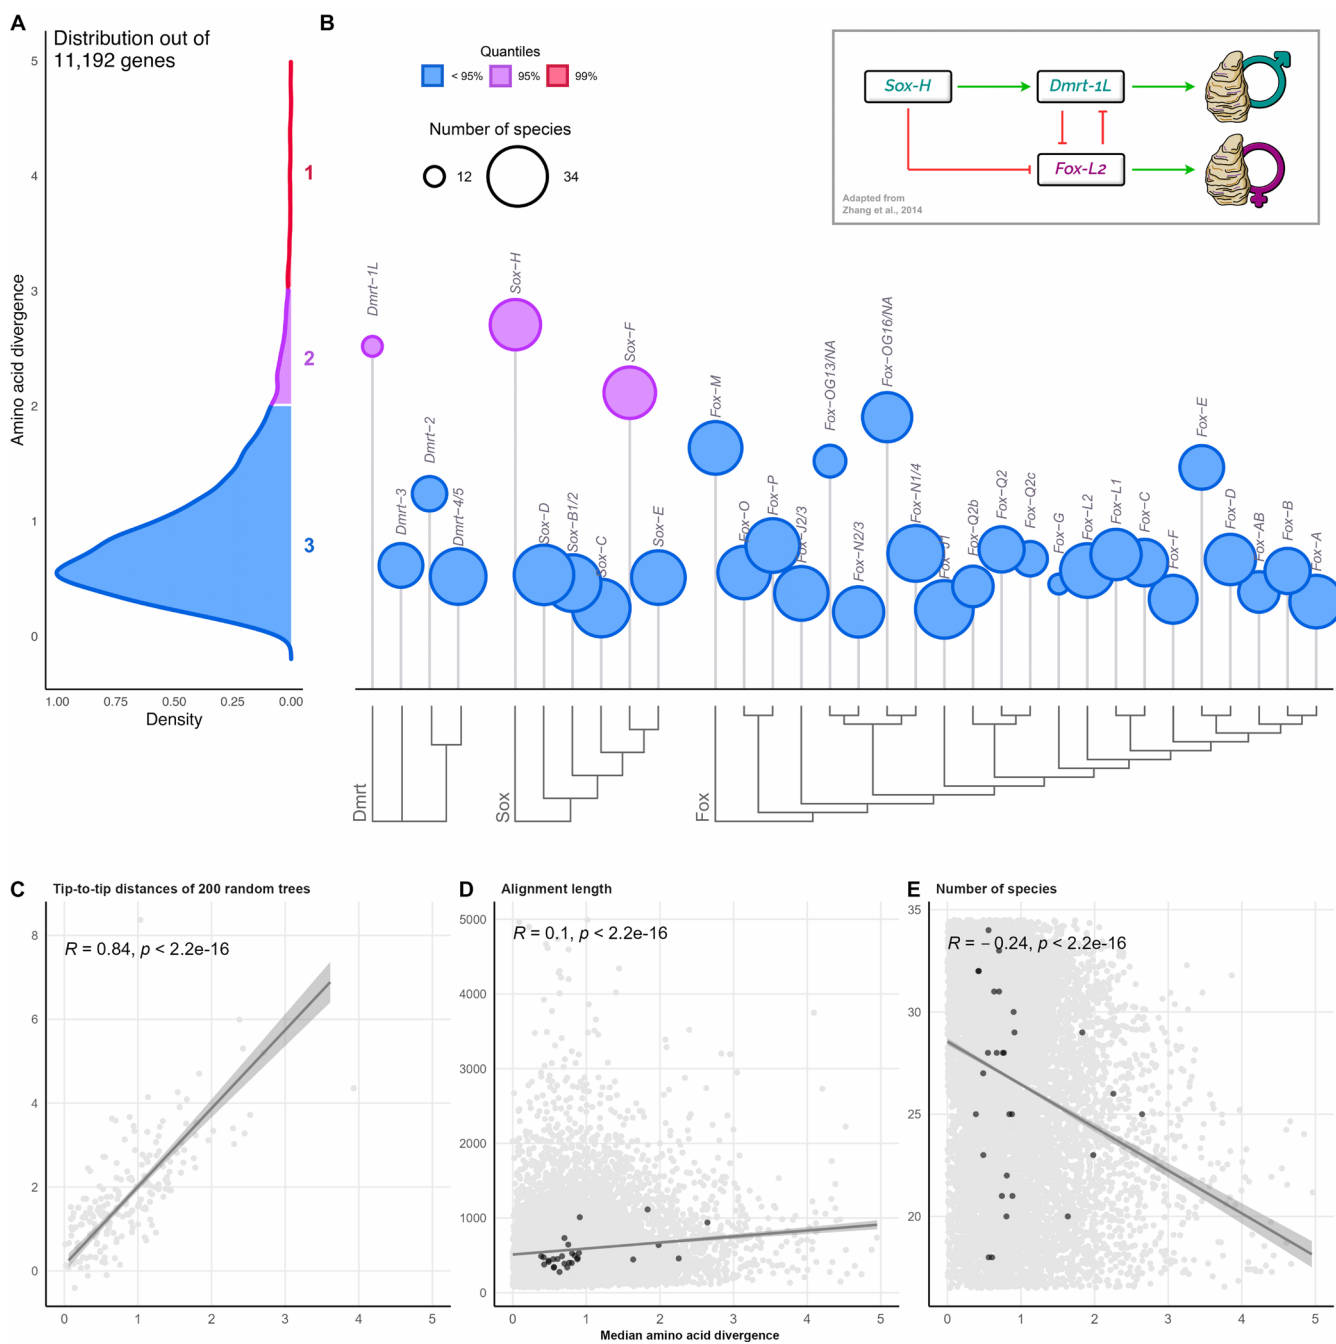 A
Distribution out of
11,192 genes
5
4
3
2
1
0
Amino acid divergence
1
2
3
1.00
0.75
0.50
0.25
0.00
Density
B
Quantiles
< 95%
95%
99%
Number of species
12
34
Sox-H
Dmrt-1L
Fox-L2
Adapted from
Zhang et al., 2014
Dmrt−1L
Dmrt−3
Dmrt−2
Dmrt−4/5
Sox−H
Sox−D
Sox−B1/2
Sox−C
Sox−F
Sox−E
Fox−M
Fox−O
Fox−P
Fox−J2/3
Fox−OG13/NA
Fox−N2/3
Fox−OG16/NA
Fox−N1/4
Fox−J1
Fox−Q2b
Fox−Q2
Fox−Q2c
Fox−G
Fox−L2
Fox−L1
Fox−C
Fox−F
Fox−E
Fox−D
Fox−AB
Fox−B
Fox−A
Dmrt
Sox
Fox
C
Tip-to-tip distances of 200 random trees
R = 0.84, p < 2.2e-16
8
6
4
2
0
0
1
2
3
4
5
D
Alignment length
R = 0.1, p < 2.2e-16
5000
4000
3000
2000
1000
0
0
1
2
3
4
5
Median amino acid divergence
E
Number of species
R = − 0.24, p < 2.2e-16
35
30
25
20
0
1
2
3
4
5